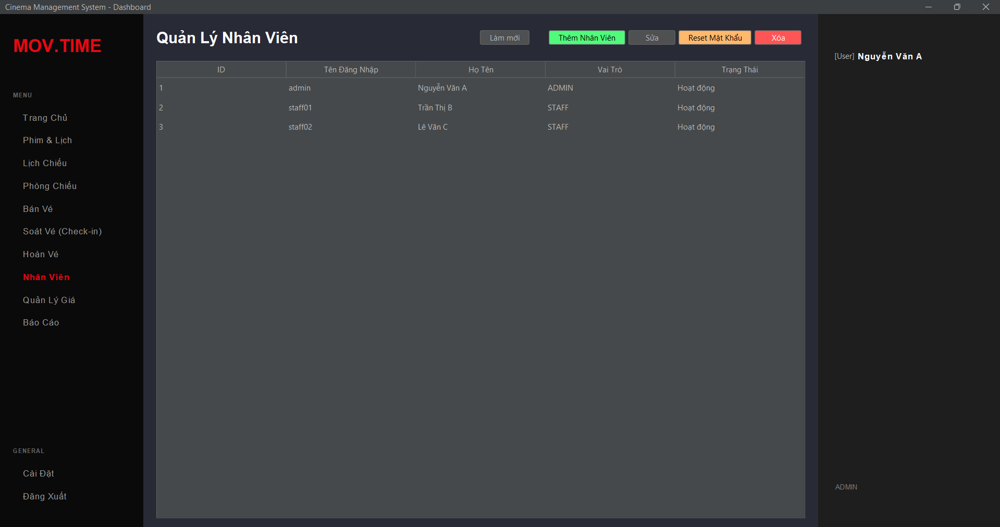 Cinema Management System - Dashboard
MOV.TIME
MENU
Trang Chủ
Phim & Lịch
Lịch Chiếu
Phòng Chiếu
Bán Vé
Soát Vé (Check-in)
Hoàn Vé
Nhân Viên
Quản Lý Giá
Báo Cáo
GENERAL
Cài Đặt
Đăng Xuất
Quản Lý Nhân Viên
Làm mới Thêm Nhân Viên Sửa Reset Mật Khẩu Xóa
ID Tên Đăng Nhập Họ Tên Vai Trò Trạng Thái
1 admin Nguyễn Văn A ADMIN Hoạt động
2 staff01 Trần Thị B STAFF Hoạt động
3 staff02 Lê Văn C STAFF Hoạt động
[User] Nguyễn Văn A
ADMIN